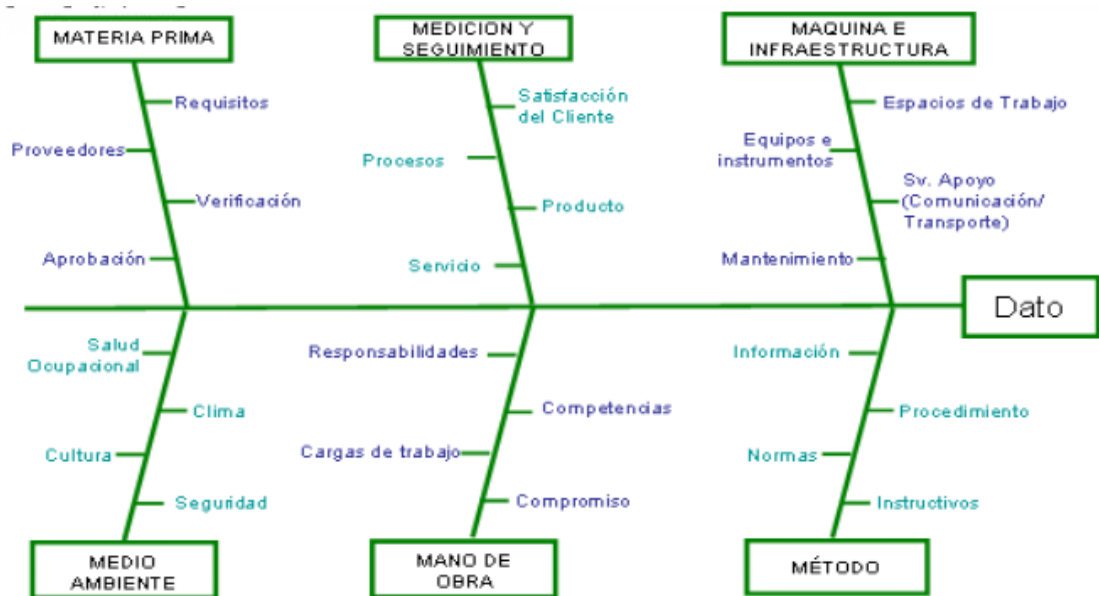 MATERIA PRIMA
MEDICION Y
SEGUIMIENTO
MAQUINA E
INFRAESTRUCTURA
Requisitos
Proveedores
Verificación
Aprobación
Satisfacción
del Cliente
Procesos
Producto
Servicio
Espacios de Trabajo
Equipos e
instrumentos
Sv. Apoyo
(Comunicación/
Transporte)
Mantenimiento
Dato
Salud
Ocupacional
Clima
Cultura
Seguridad
Responsabilidades
Competencias
Cargas de trabajo
Compromiso
Información
Procedimiento
Normas
Instructivos
MEDIO
AMBIENTE
MANO DE
OBRA
MÉTODO